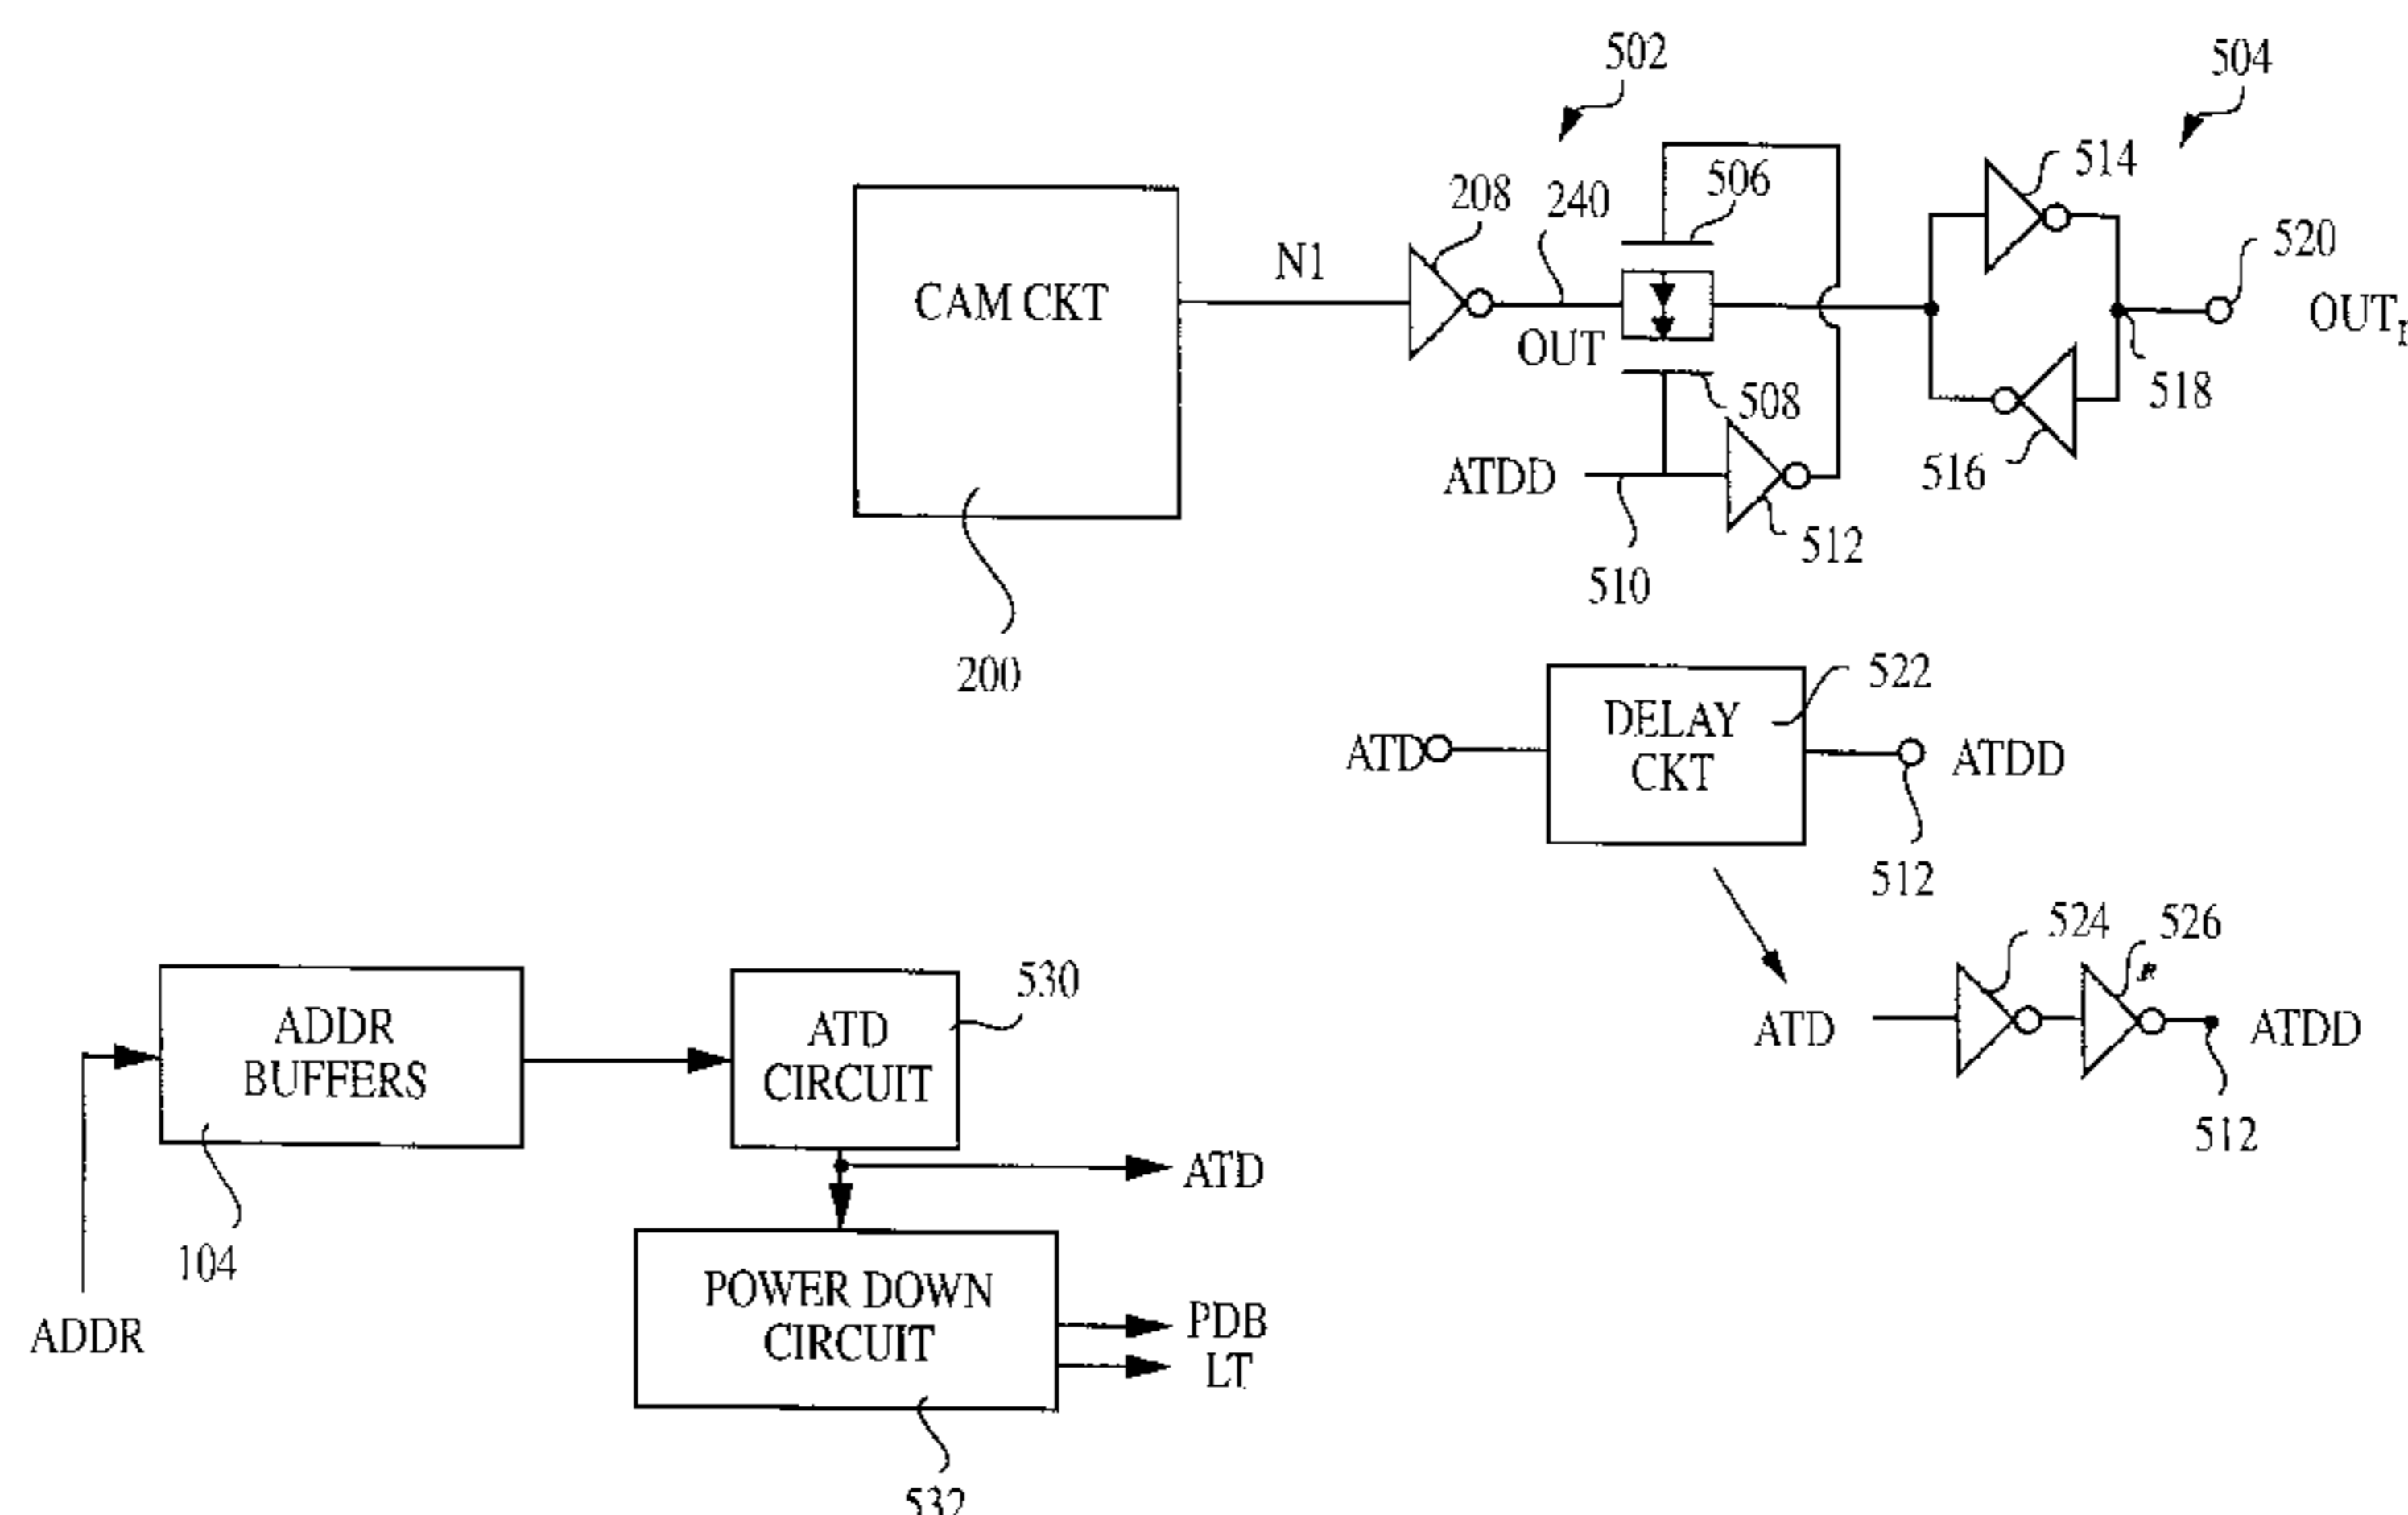 502
504
514
506
208
240
520
N1
CAM CKT
OUT
OUT
508
518
ATDD
516
512
510
200
522
DELAY
CKT
ATD
ATDD
512
524
526
530
ADDR
BUFFERS
ATD
CIRCUIT
ATD
ATDD
512
ATD
104
POWER DOWN
CIRCUIT
PDB
LT
ADDR
532